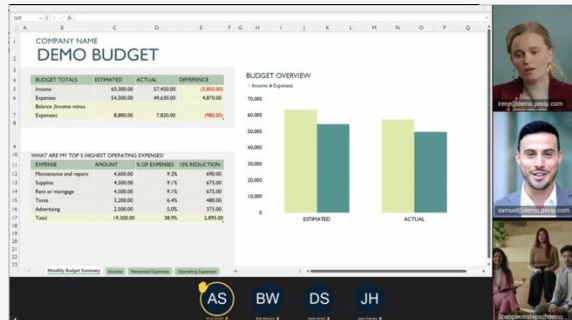 COMPANY NAME
DEMO BUDGET
BUDGET TOTALS ESTIMATED ACTUAL DIFFERENCE
Income 63,300.00 57,450.00 (5,850.00)
Expenses 54,500.00 49,630.00 4,870.00
Balance (Income minus
Expenses) 8,800.00 7,820.00 (980.00)
WHAT ARE MY TOP 5 HIGHEST OPERATING EXPENSES?
EXPENSE AMOUNT % OF EXPENSES 15% REDUCTION
Maintenance and repairs 4,600.00 9.3% 690.00
Supplies 4,500.00 9.1% 675.00
Rent or mortgage 4,500.00 9.1% 675.00
Taxes 3,200.00 6.4% 480.00
Advertising 2,500.00 5.0% 375.00
Total 19,300.00 38.9% 2,895.00
BUDGET OVERVIEW
Income Expenses
70,000
60,000
50,000
40,000
30,000
20,000
10,000
0
ESTIMATED ACTUAL
Monthly Budget Summary Income Personnel Expenses Operating Expenses
irene@demo.pexip.com
samuel@demo.pexip.com
3peopleonsteps@demo
AS BW DS JH